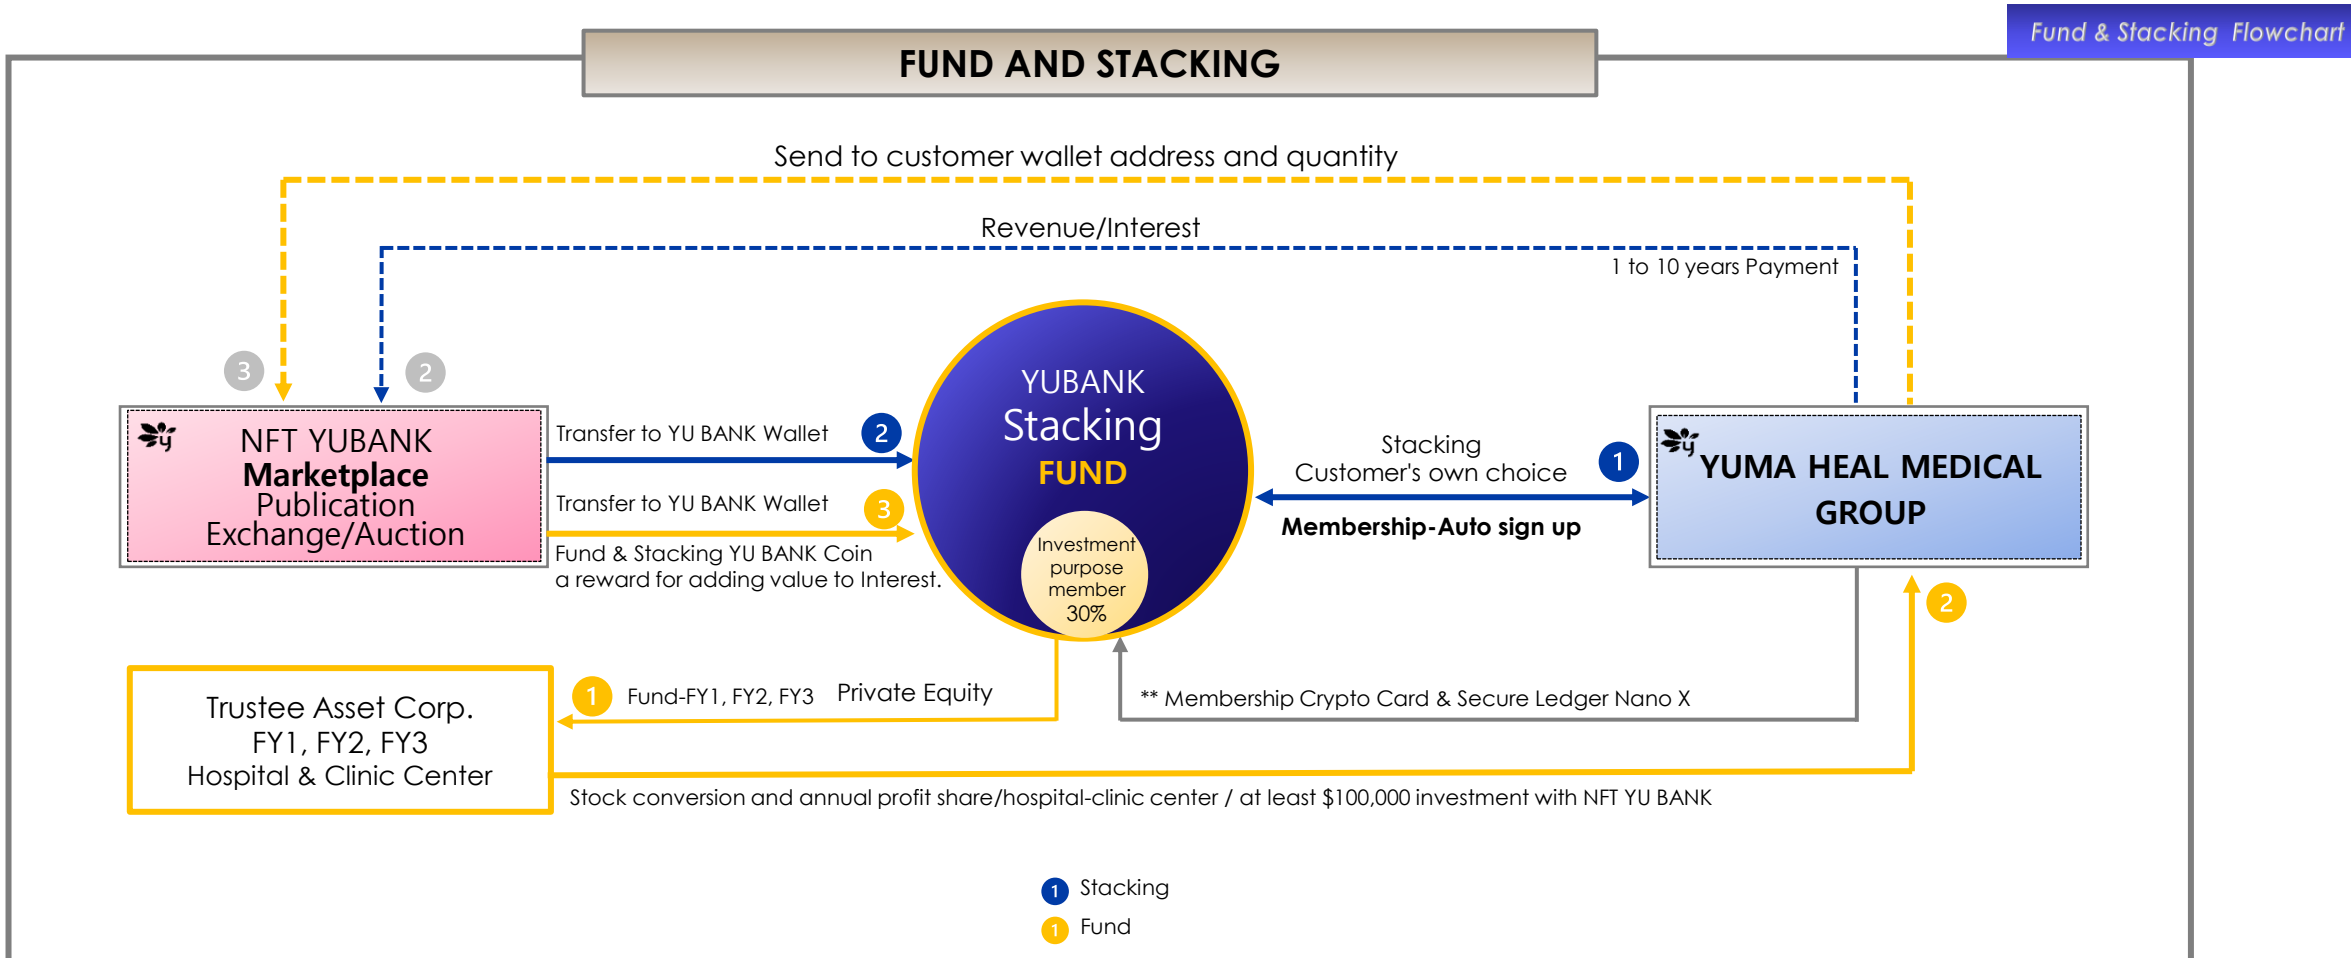 Fund & Stacking Flowchart
FUND AND STACKING
Send to customer wallet address and quantity
Revenue/Interest
1 to 10 years Payment
3
2
y
NFT YUBANK
Marketplace
Publication
Exchange/Auction
Transfer to YU BANK Wallet
2
Transfer to YU BANK Wallet
3
Fund & Stacking YU BANK Coin
a reward for adding value to Interest.
YUBANK
Stacking
FUND
Investment
purpose
member
30%
Stacking
Customer's own choice
1
Membership-Auto sign up
y
YUMA HEAL MEDICAL
GROUP
2
Trustee Asset Corp.
FY1, FY2, FY3
Hospital & Clinic Center
1
Fund-FY1, FY2, FY3 Private Equity
** Membership Crypto Card & Secure Ledger Nano X
Stock conversion and annual profit share/hospital-clinic center / at least $100,000 investment with NFT YU BANK
1 Stacking
1 Fund